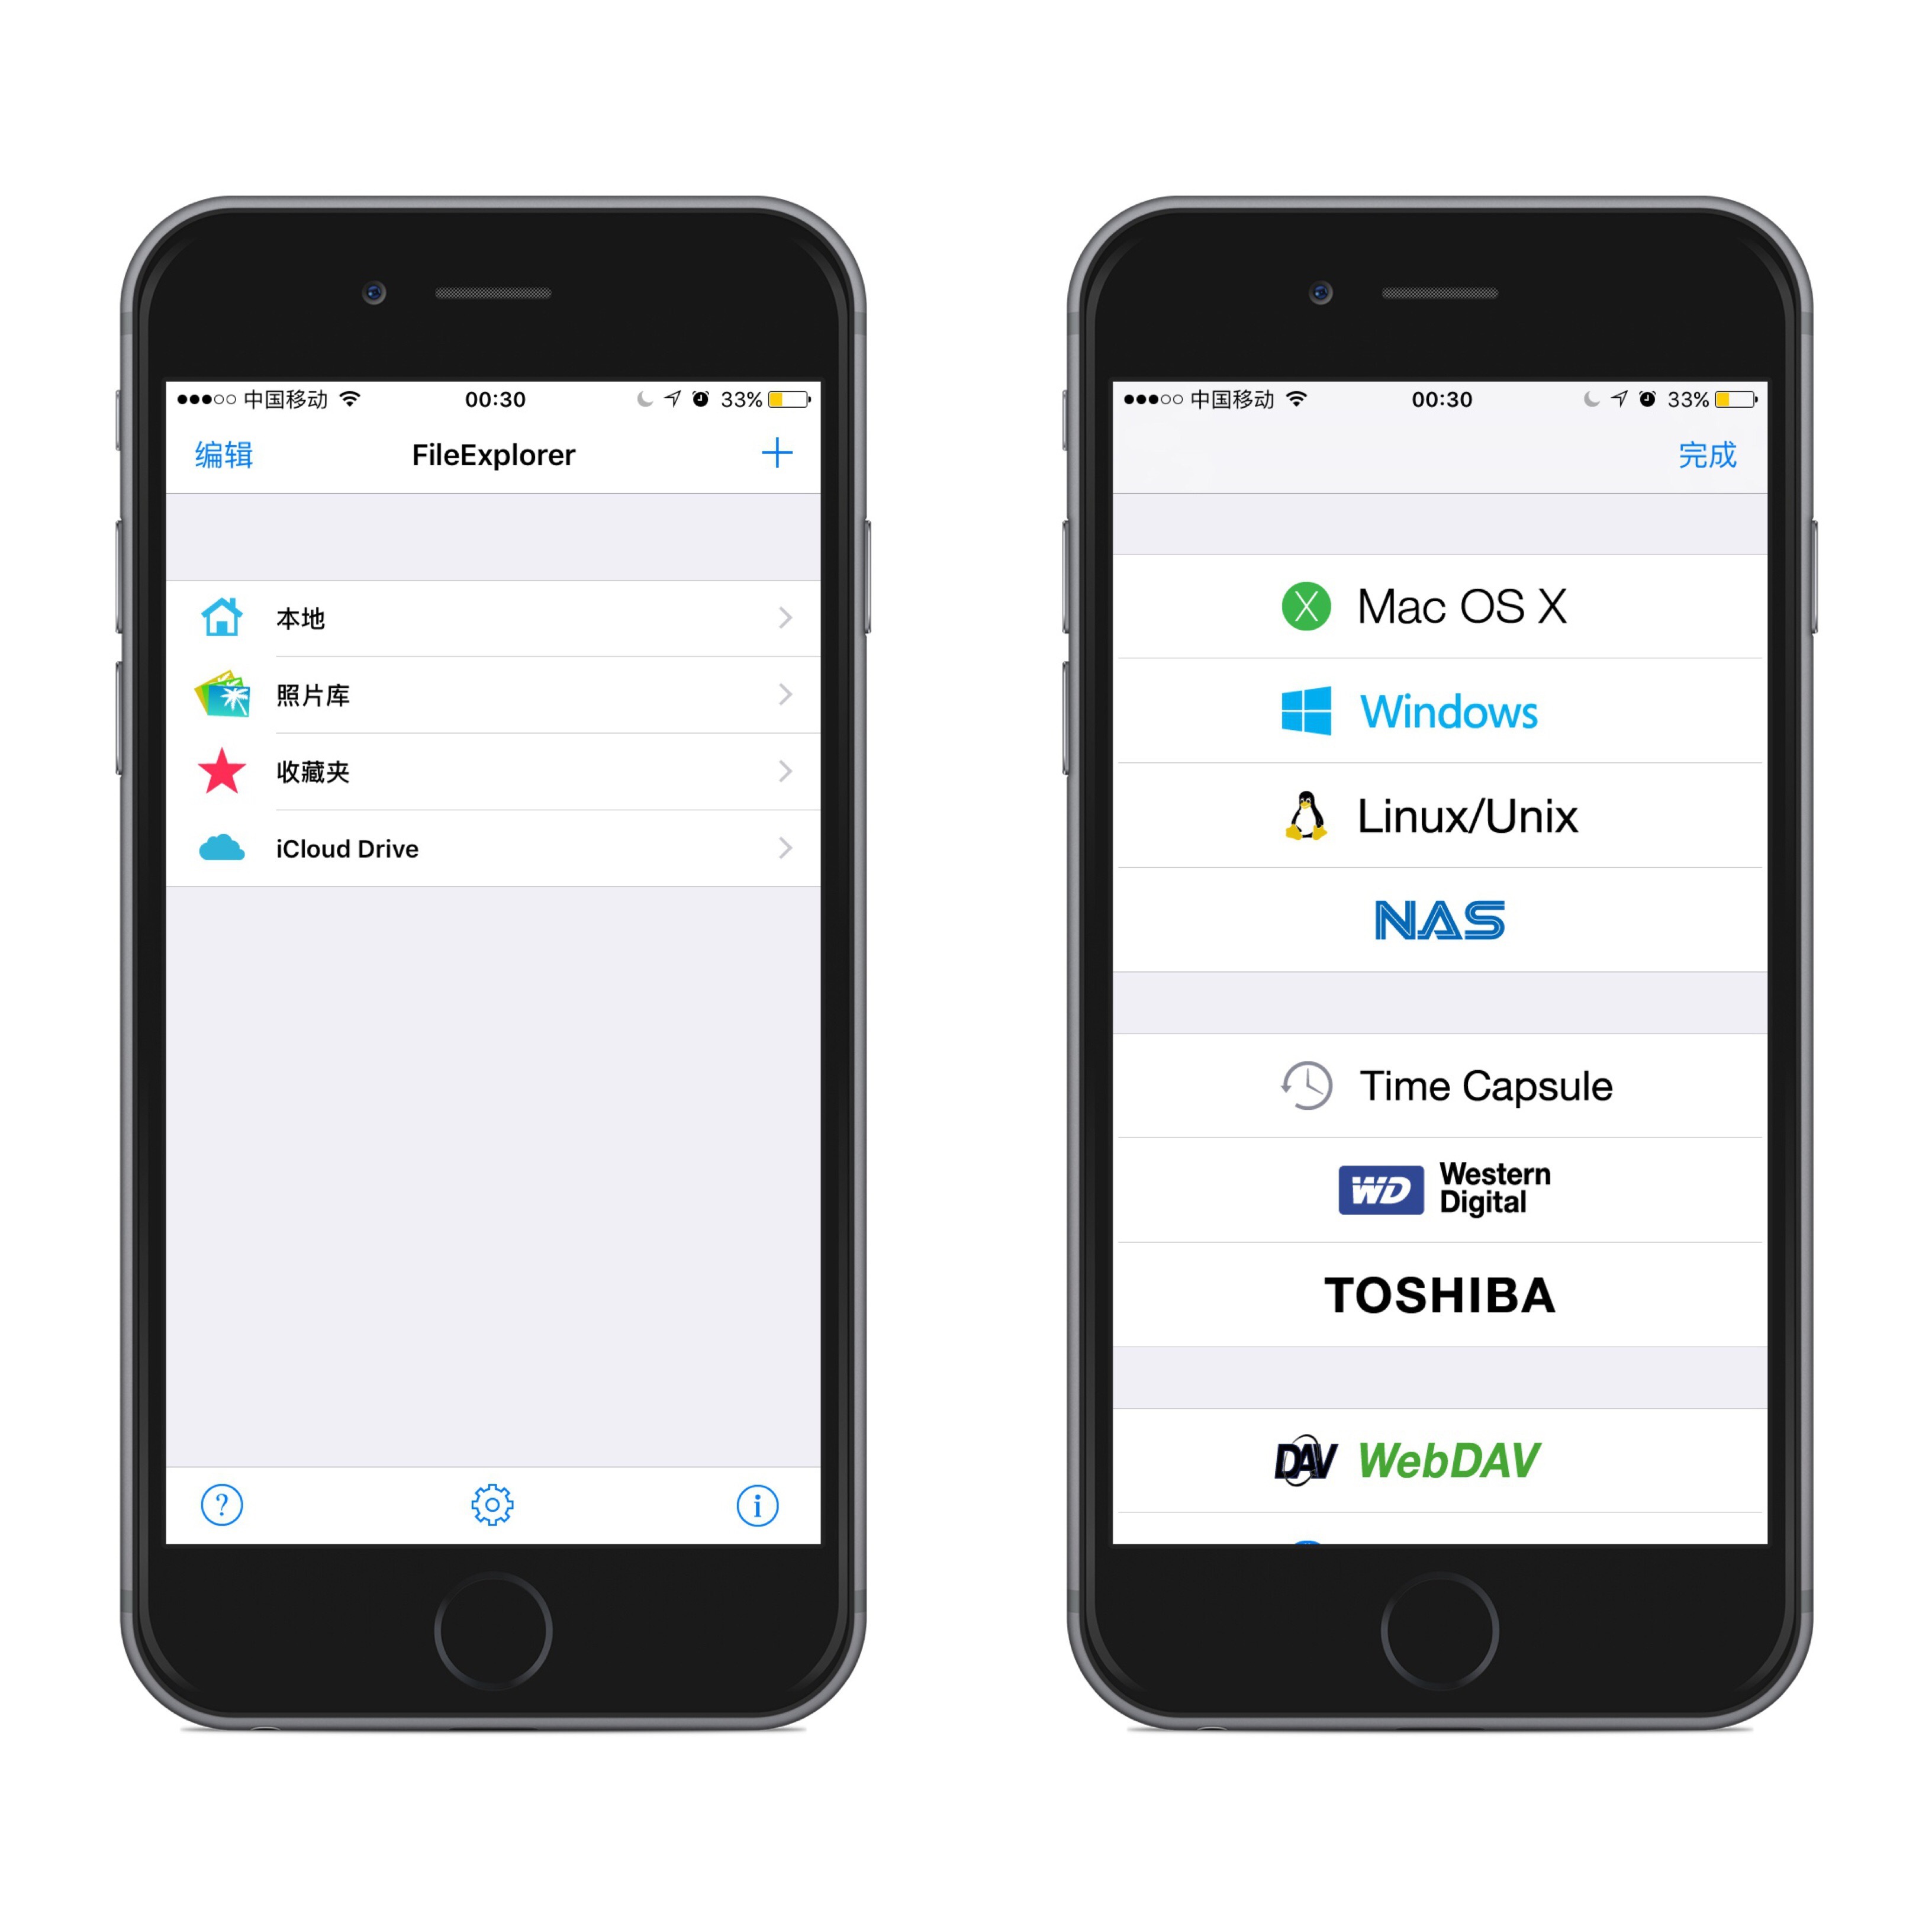 中国移动 00:30 33%
编辑 FileExplorer +
本地
照片库
收藏夹
iCloud Drive
? i
中国移动 00:30 33%
完成
X Mac OS X
Windows
Linux/Unix
NAS
Time Capsule
WD Western
Digital
TOSHIBA
DAV WebDAV